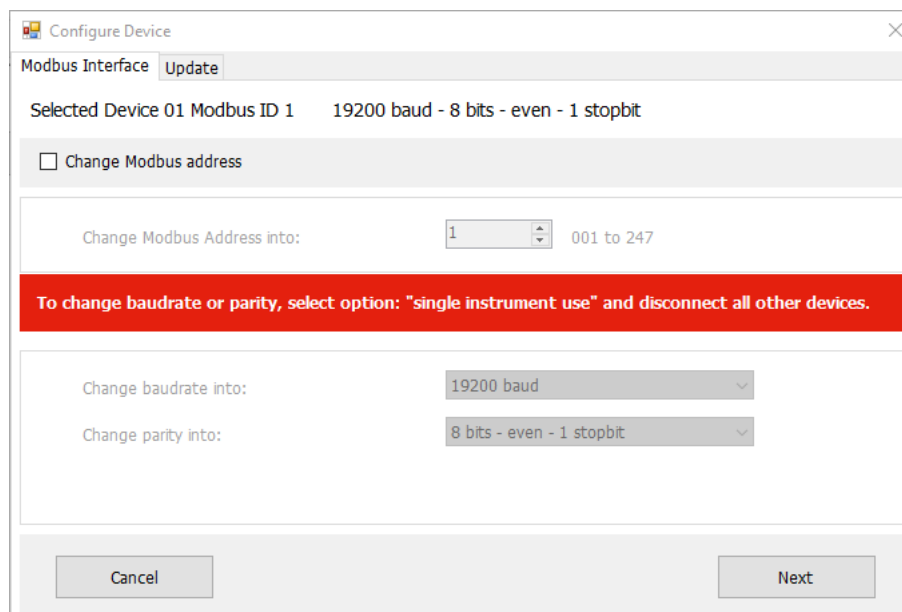 Configure Device
Modbus Interface Update
Selected Device 01 Modbus ID 1 19200 baud - 8 bits - even - 1 stopbit
Change Modbus address
Change Modbus Address into: 1 001 to 247
To change baudrate or parity, select option: "single instrument use" and disconnect all other devices.
Change baudrate into: 19200 baud
Change parity into: 8 bits - even - 1 stopbit
Cancel Next